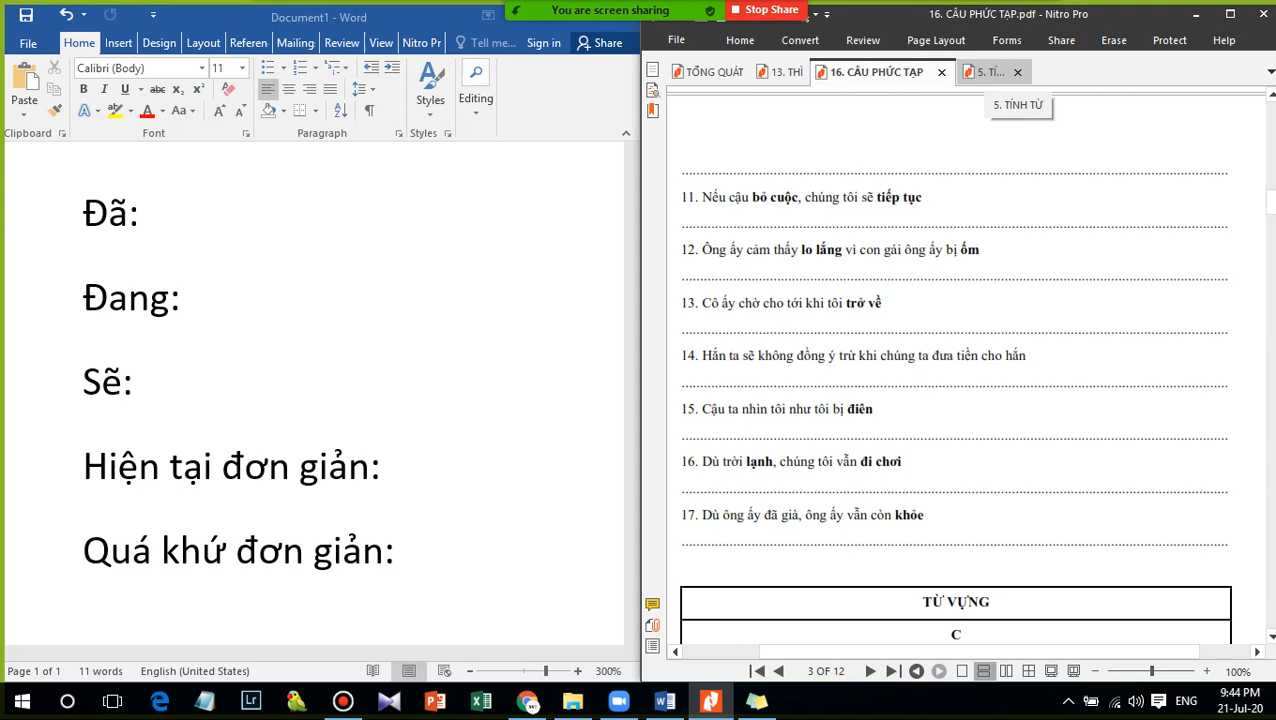 You are screen sharing
Stop Share
Document1 - Word
File Home Insert Design Layout Referen Mailing Review View Nitro Pr Tell me... Sign in Share
Calibri (Body) 11
Paste
Styles
Editing
Clipboard Font Paragraph Styles
Đã:
Đang:
Sẽ:
Hiện tại đơn giản:
Quá khứ đơn giản:
Page 1 of 1 11 words English (United States) 300%
16. CÂU PHỨC TẠP.pdf - Nitro Pro
File Home Convert Review Page Layout Forms Share Erase Protect Help
TỔNG QUÁT 13. THÌ 16. CÂU PHỨC TẠP 5. TÍ...
5. TÍNH TỪ
11. Nếu cậu bỏ cuộc, chúng tôi sẽ tiếp tục
12. Ông ấy cảm thấy lo lắng vì con gái ông ấy bị ốm
13. Cô ấy chờ cho tới khi tôi trở về
14. Hắn ta sẽ không đồng ý trừ khi chúng ta đưa tiền cho hắn
15. Cậu ta nhìn tôi như tôi bị điên
16. Dù trời lạnh, chúng tôi vẫn đi chơi
17. Dù ông ấy đã già, ông ấy vẫn còn khỏe
TỪ VỰNG
C
3 OF 12 100%
ENG
9:44 PM
21-Jul-20